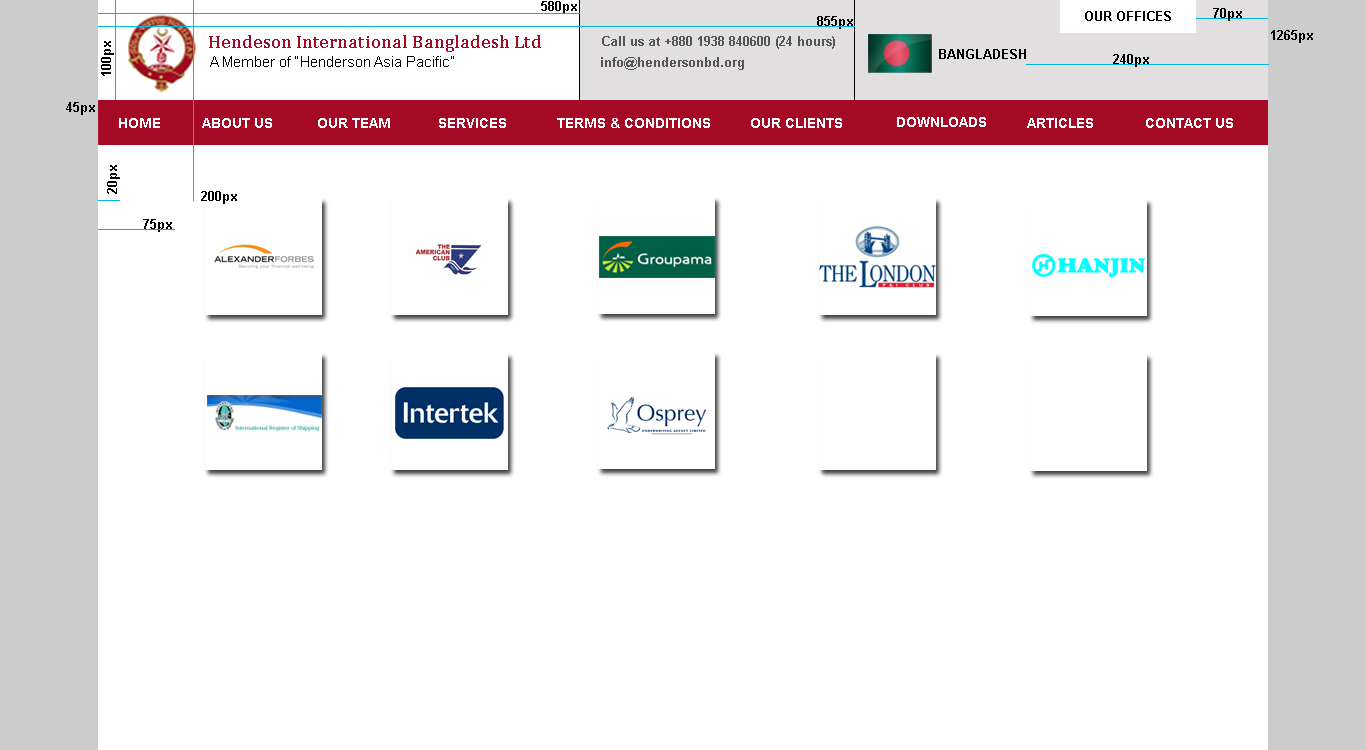 580px
70px
OUR OFFICES
855px
1265px
Hendeson International Bangladesh Ltd
Call us at +880 1938 840600 (24 hours)
100px
A Member of "Henderson Asia Pacific"
info@hendersonbd.org
BANGLADESH
240px
45px
HOME ABOUT US OUR TEAM SERVICES TERMS & CONDITIONS OUR CLIENTS DOWNLOADS ARTICLES CONTACT US
20px
200px
75px
ALEXANDERFORBES
Securing your financial well-being
THE
AMERICAN
CLUB
Groupama
THE LONDON
P&I CLUB
HANJIN
International Register of Shipping
Intertek
Osprey
UNDERWRITING AGENCY LIMITED